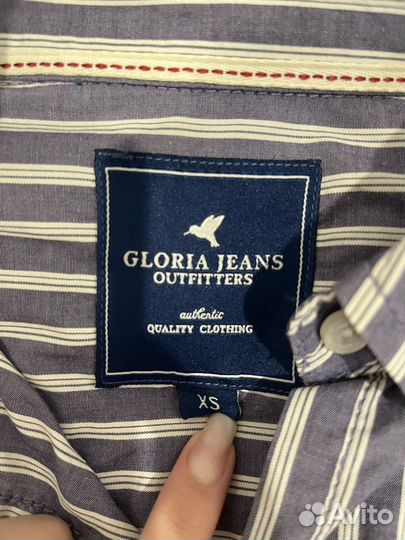 GLORIA JEANS
OUTFITTERS
authentic
QUALITY CLOTHING
XS
Avito